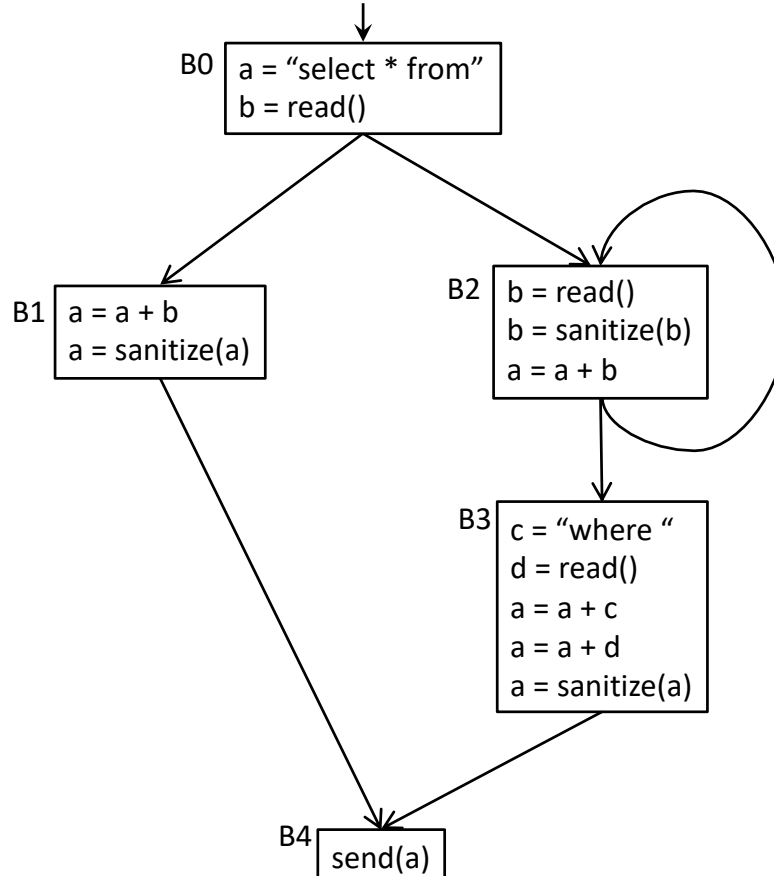 B0
a = “select * from”
b = read()
B1
a = a + b
a = sanitize(a)
B2
b = read()
b = sanitize(b)
a = a + b
B3
c = “where “
d = read()
a = a + c
a = a + d
a = sanitize(a)
B4
send(a)